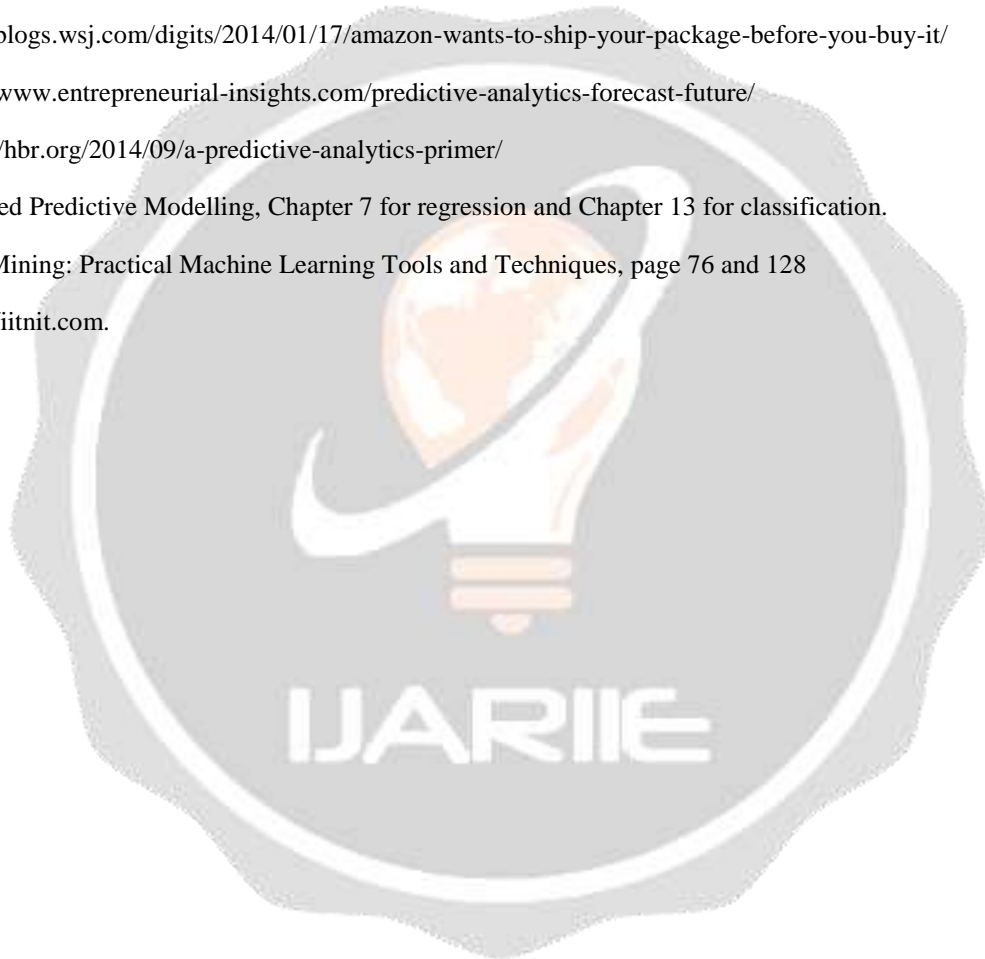 blogs.wsj.com/digits/2014/01/17/amazon-wants-to-ship-your-package-before-you-buy-it/
www.entrepreneurial-insights.com/predictive-analytics-forecast-future/
/hbr.org/2014/09/a-predictive-analytics-primer/
ed Predictive Modelling, Chapter 7 for regression and Chapter 13 for classification.
Mining: Practical Machine Learning Tools and Techniques, page 76 and 128
iitnit.com.
IJARIIE